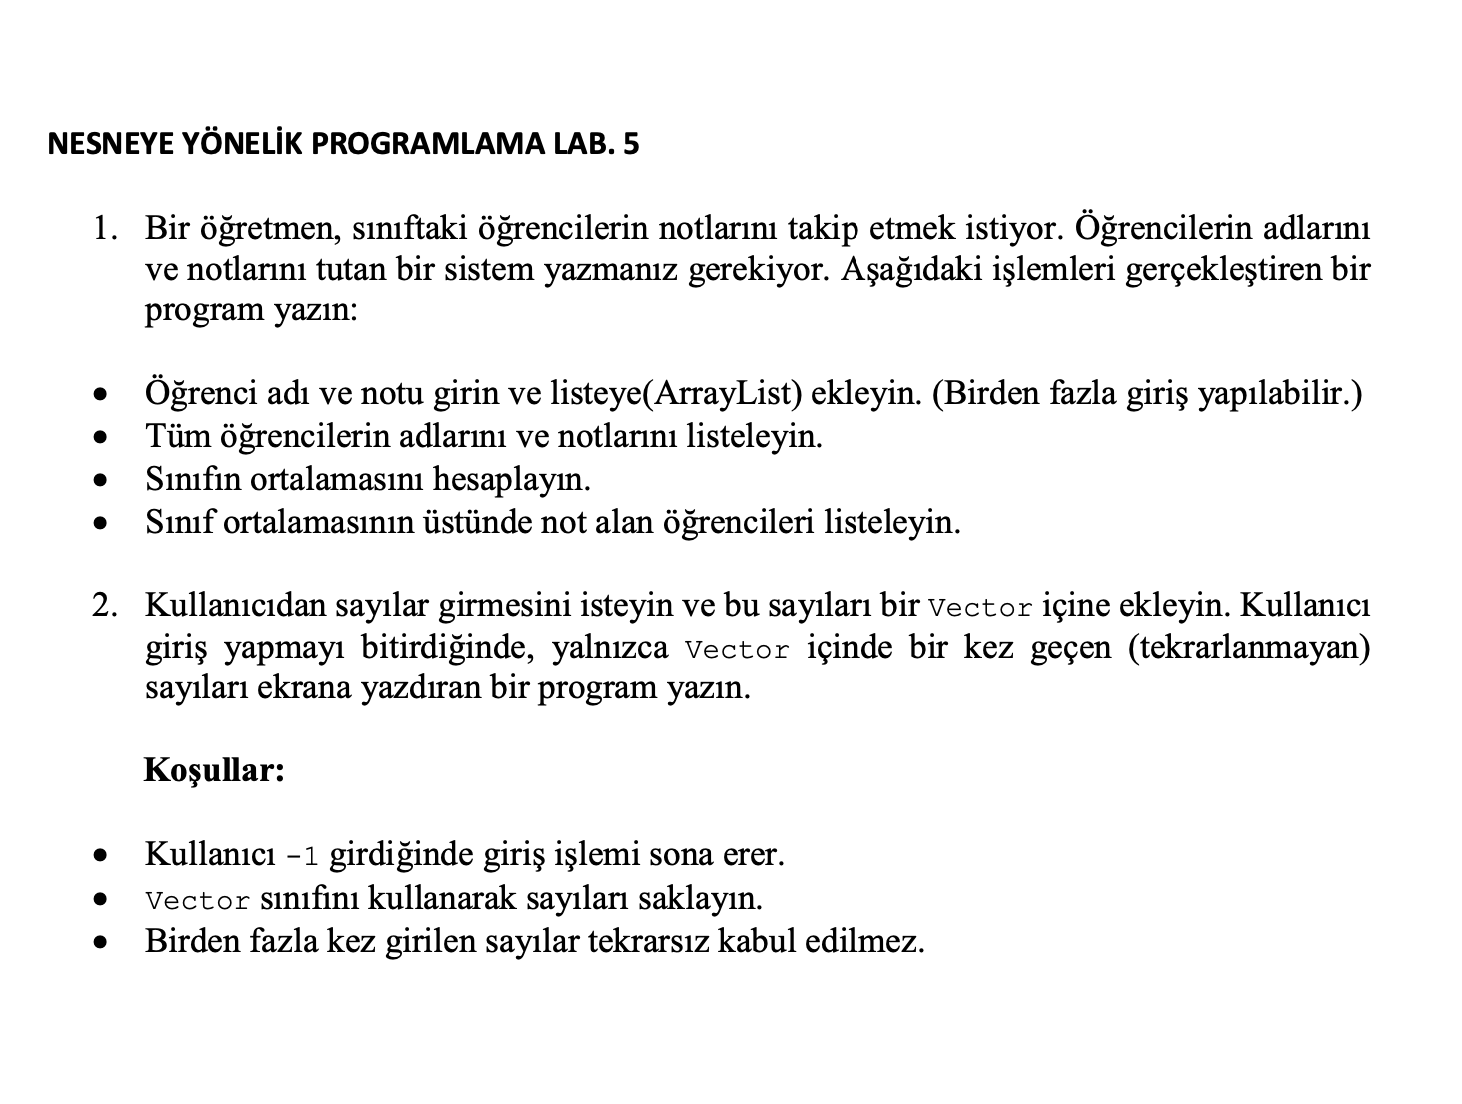 NESNEYE YÖNELİK PROGRAMLAMA LAB. 5
1. Bir öğretmen, sınıftaki öğrencilerin notlarını takip etmek istiyor. Öğrencilerin adlarını
ve notlarını tutan bir sistem yazmanız gerekiyor. Aşağıdaki işlemleri gerçekleştiren bir
program yazın:
• Öğrenci adı ve notu girin ve listeye(ArrayList) ekleyin. (Birden fazla giriş yapılabilir.)
• Tüm öğrencilerin adlarını ve notlarını listeleyin.
• Sınıfın ortalamasını hesaplayın.
• Sınıf ortalamasının üstünde not alan öğrencileri listeleyin.
2. Kullanıcıdan sayılar girmesini isteyin ve bu sayıları bir Vector içine ekleyin. Kullanıcı
giriş yapmayı bitirdiğinde, yalnızca Vector içinde bir kez geçen (tekrarlanmayan)
sayıları ekrana yazdıran bir program yazın.
Koşullar:
• Kullanıcı -1 girdiğinde giriş işlemi sona erer.
• Vector sınıfını kullanarak sayıları saklayın.
• Birden fazla kez girilen sayılar tekrarsız kabul edilmez.